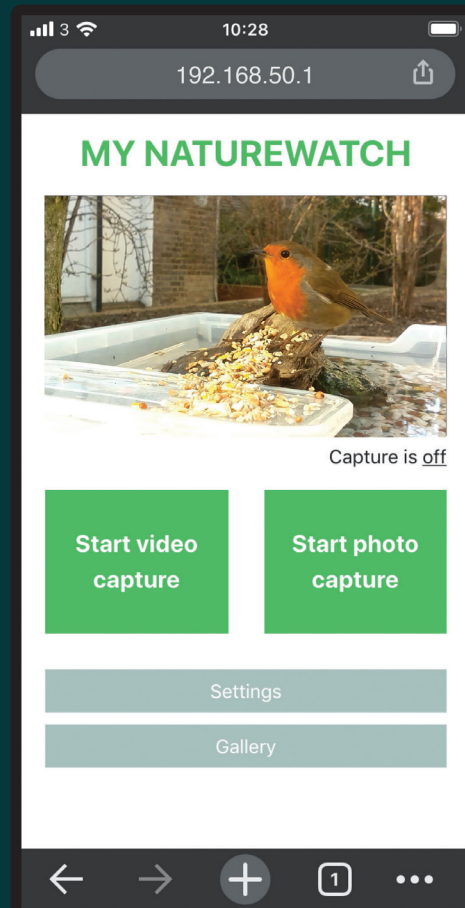 3
10:28
192.168.50.1
MY NATUREWATCH
Capture is off
Start video
capture
Start photo
capture
Settings
Gallery
1